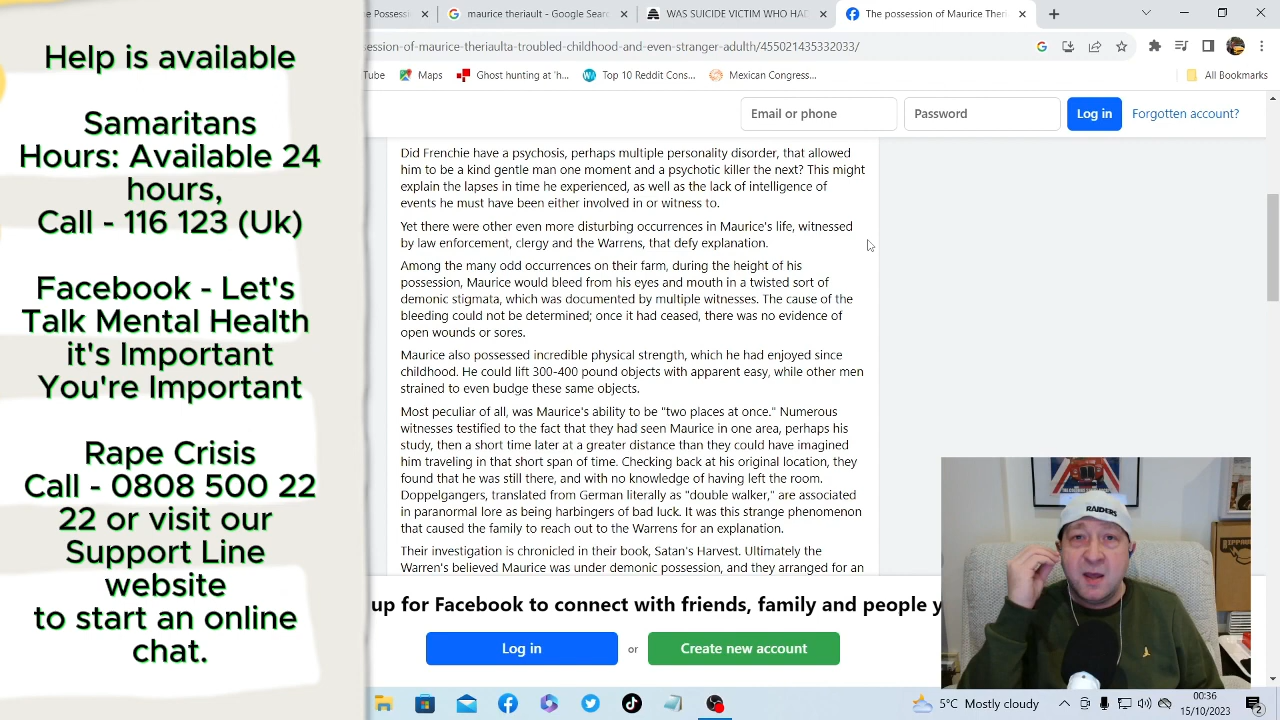 Help is available
Samaritans
Hours: Available 24
hours,
Call - 116 123 (Uk)
Facebook - Let's
Talk Mental Health
it's Important
You're Important
Rape Crisis
Call - 0808 500 22
22 or visit our
Support Line
website
to start an online
chat.
Possession
maurice theriault - Google Sear
WAS SUICIDE VICTIM WHO HAD
The possession of Maurice Ther
ession-of-maurice-theriaulta-troubled-childhood-and-even-stranger-adulth/455021435333033/
Tube
Maps
Ghost hunting at 'h...
Top 10 Reddit Cons...
Mexican Congress...
All Bookmarks
Email or phone
Password
Log in
Forgotten account?
Did Frenchie have a psychosis, perhaps multiple personality disorder, that allowed
him to be a kind gentle man one moment and a psychotic killer the next? This might
explain the lapses in time he experienced, as well as the lack of intelligence of
events he must have been either involved in or witness to.
Yet there were other even more disturbing occurrences in Maurice's life, witnessed
by law enforcement, clergy and the Warrens, that defy explanation.
Among the many odd occurrences on their farm, during the height of his
possession, Maurice would bleed from his eyes and mouth in a twisted sort of
demonic stigmata, which was documented by multiple witnesses. The cause of the
bleeding could not be determined; once it had ceased, there was no evidence of
open wounds or sores.
Maurice also possessed incredible physical strength, which he had enjoyed since
childhood. He could lift 300-400 pound objects with apparent easy, while other men
strained to even budge these same objects.
Most peculiar of all, was Maurice's ability to be "two places at once." Numerous
witnesses testified to the fact that they had seen Maurice in one area, perhaps his
study, then a short time later at a greater distance than they could have imagined
him traveling in that short span of time. Checking back at his original location, they
found that he was still there, and with no knowledge of having left the room.
Doppelgangers, translated from German literally as "double walker," are associated
in paranormal lore as being harbingers of bad luck. It was this strange phenomenon
that caused the family to reach out to the Warrens for an explanation.
Their investigation is chronicled in their book, Satan's Harvest. Ultimately the
Warren's believed Maurice was under demonic possession, and they arranged for an
up for Facebook to connect with friends, family and people y
Log in
or
Create new account
RAIDERS
5°C Mostly cloudy
00:36
15/10/2023
2